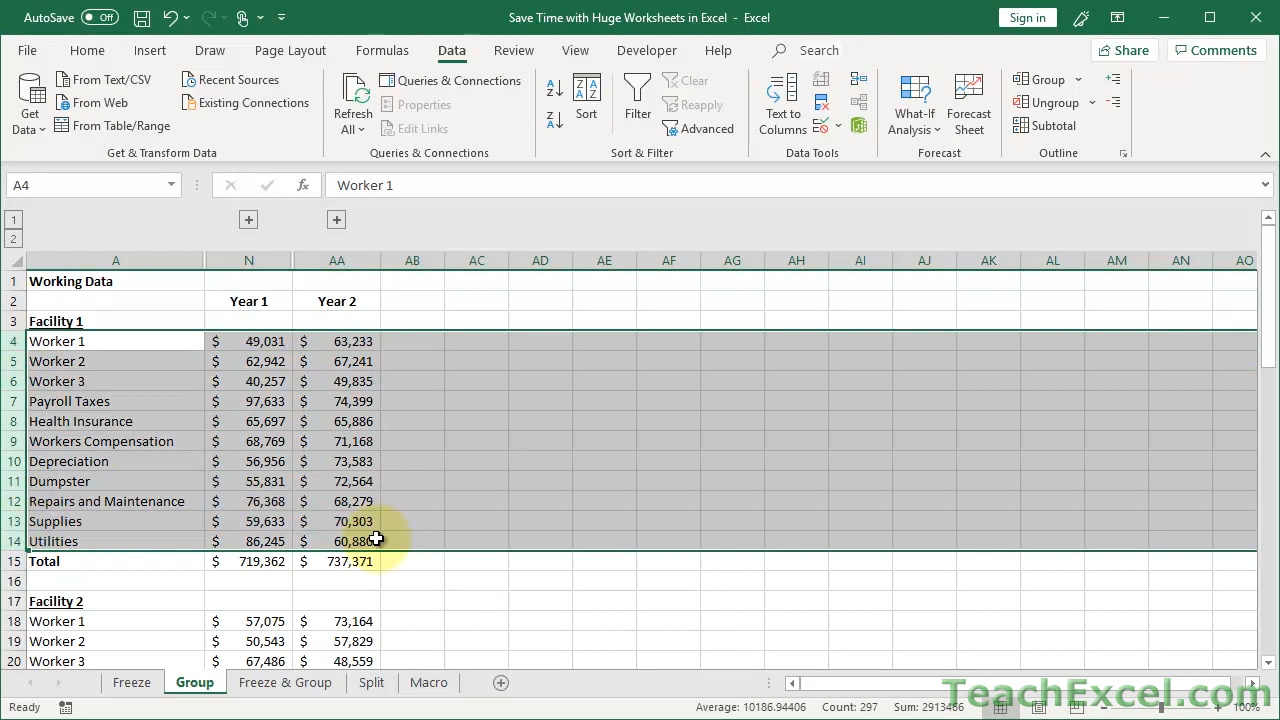 AutoSave Off Save Time with Huge Worksheets in Excel - Excel Sign in
File Home Insert Draw Page Layout Formulas Data Review View Developer Help Search Share Comments
Get Data From Text/CSV Recent Sources Refresh All Queries & Connections Sort Filter Clear Text to Columns What-If Analysis Forecast Sheet Group
From Web Existing Connections Properties Reapply Ungroup
From Table/Range Edit Links Advanced Subtotal
Get & Transform Data Queries & Connections Sort & Filter Data Tools Forecast Outline
A4 fx Worker 1
1
2
A N AA AB AC AD AE AF AG AH AI AJ AK AL AM AN AO
1 Working Data
2 Year 1 Year 2
3 Facility 1
4 Worker 1 $ 49,031 $ 63,233
5 Worker 2 $ 62,942 $ 67,241
6 Worker 3 $ 40,257 $ 49,835
7 Payroll Taxes $ 97,633 $ 74,399
8 Health Insurance $ 65,697 $ 65,886
9 Workers Compensation $ 68,769 $ 71,168
10 Depreciation $ 56,956 $ 73,583
11 Dumpster $ 55,831 $ 72,564
12 Repairs and Maintenance $ 76,368 $ 68,279
13 Supplies $ 59,633 $ 70,303
14 Utilities $ 86,245 $
15 Total $ 719,362 $ 737,371
16
17 Facility 2
18 Worker 1 $ 57,075 $ 73,164
19 Worker 2 $ 50,543 $ 57,829
20 Worker 3 $ 67,486 $ 48,559
Freeze Group Freeze & Group Split Macro
Ready Average: 10186.94406 Count: 297 Sum: 2913466 100%
TeachExcel.com